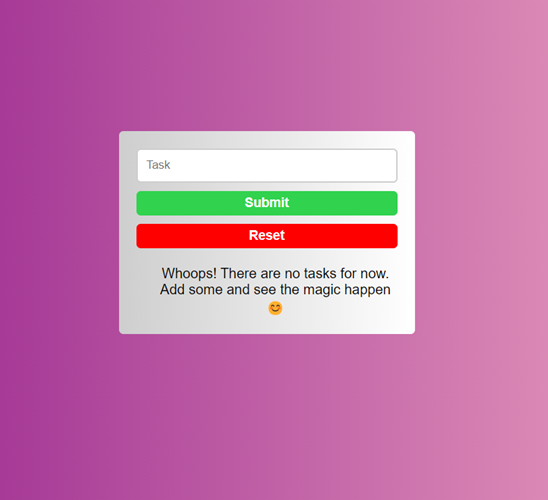 Task
Submit
Reset
Whoops! There are no tasks for now.
Add some and see the magic happen
😊